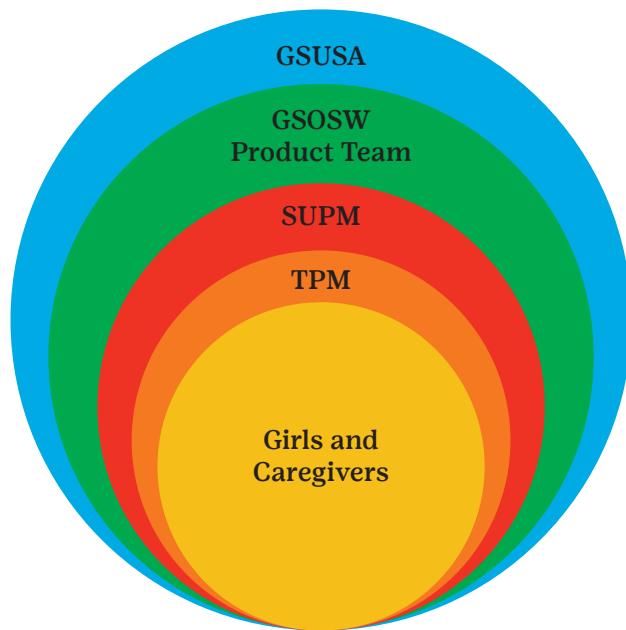 GSUSA
GSOSW
Product Team
SUPM
TPM
Girls and
Caregivers